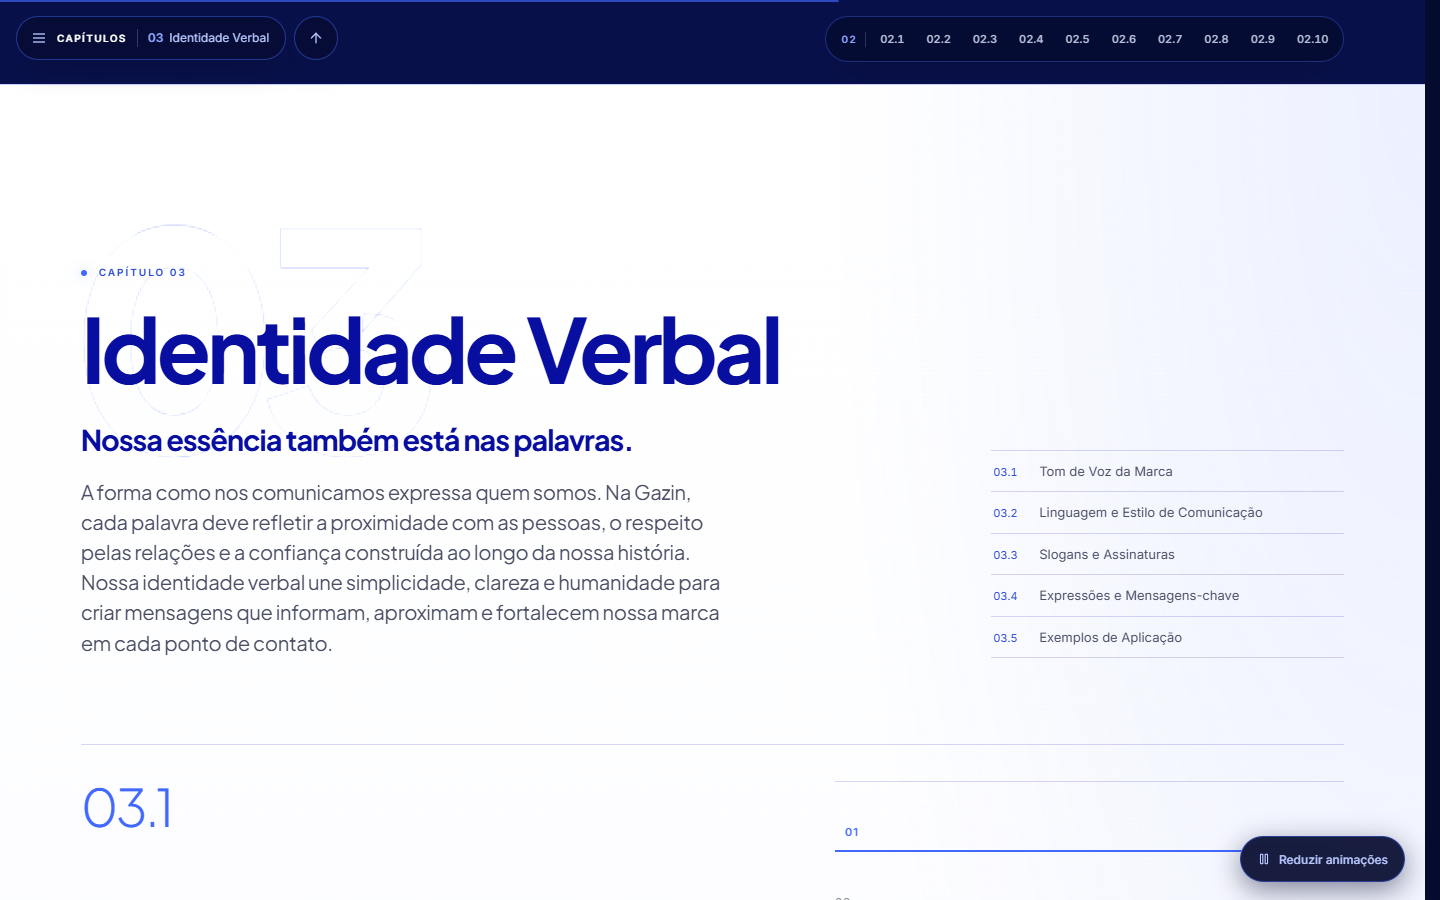 CAPÍTULOS 03 Identidade Verbal
02 02.1 02.2 02.3 02.4 02.5 02.6 02.7 02.8 02.9 02.10
03
CAPÍTULO 03
Identidade Verbal
Nossa essência também está nas palavras.
A forma como nos comunicamos expressa quem somos. Na Gazin,
cada palavra deve refletir a proximidade com as pessoas, o respeito
pelas relações e a confiança construída ao longo da nossa história.
Nossa identidade verbal une simplicidade, clareza e humanidade para
criar mensagens que informam, aproximam e fortalecem nossa marca
em cada ponto de contato.
03.1 Tom de Voz da Marca
03.2 Linguagem e Estilo de Comunicação
03.3 Slogans e Assinaturas
03.4 Expressões e Mensagens-chave
03.5 Exemplos de Aplicação
03.1
01
Reduzir animações